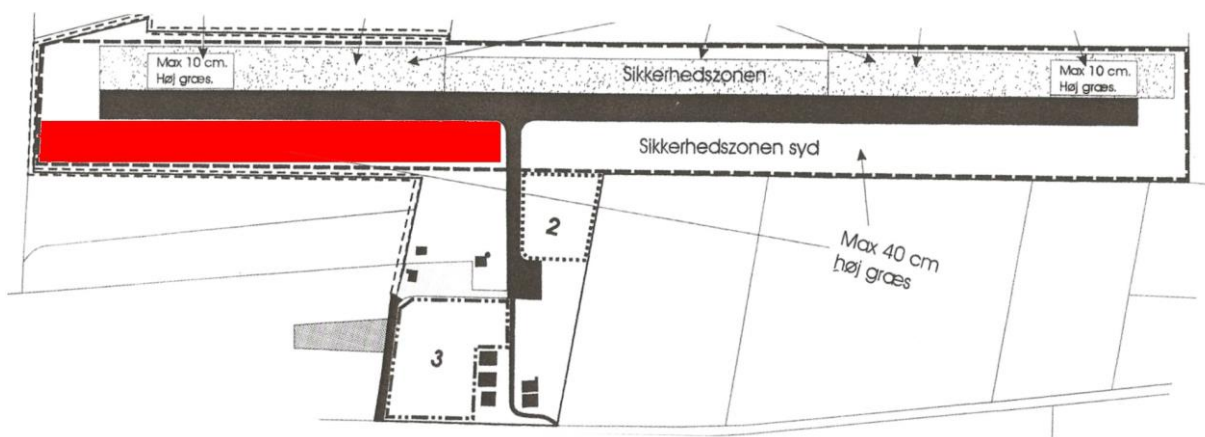 Max 10 cm.
Høj græs.
Sikkerhedszonen
Max 10 cm.
Høj græs.
Sikkerhedszonen syd
2
Max 40 cm
høj græs
3